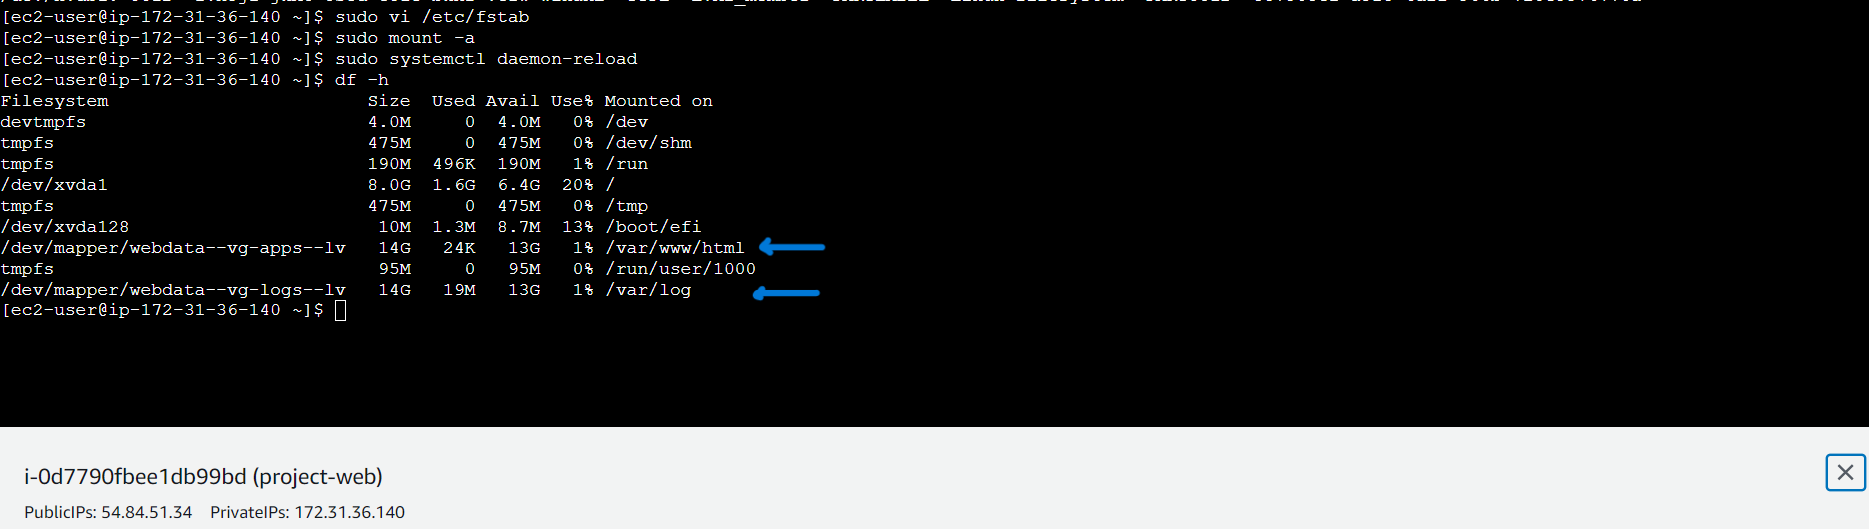 [ec2-user@ip-172-31-36-140 ~]$ sudo vi /etc/fstab
[ec2-user@ip-172-31-36-140 ~]$ sudo mount -a
[ec2-user@ip-172-31-36-140 ~]$ sudo systemctl daemon-reload
[ec2-user@ip-172-31-36-140 ~]$ df -h
Filesystem Size Used Avail Use% Mounted on
devtmpfs 4.0M 0 4.0M 0% /dev
tmpfs 475M 0 475M 0% /dev/shm
tmpfs 190M 496K 190M 1% /run
/dev/xvda1 8.0G 1.6G 6.4G 20% /
tmpfs 475M 0 475M 0% /tmp
/dev/xvda128 10M 1.3M 8.7M 13% /boot/efi
/dev/mapper/webdata--vg-apps--lv 14G 24K 13G 1% /var/www/html
tmpfs 95M 0 95M 0% /run/user/1000
/dev/mapper/webdata--vg-logs--lv 14G 19M 13G 1% /var/log
[ec2-user@ip-172-31-36-140 ~]$
i-0d7790fbee1db99bd (project-web)
PublicIPs: 54.84.51.34 PrivateIPs: 172.31.36.140